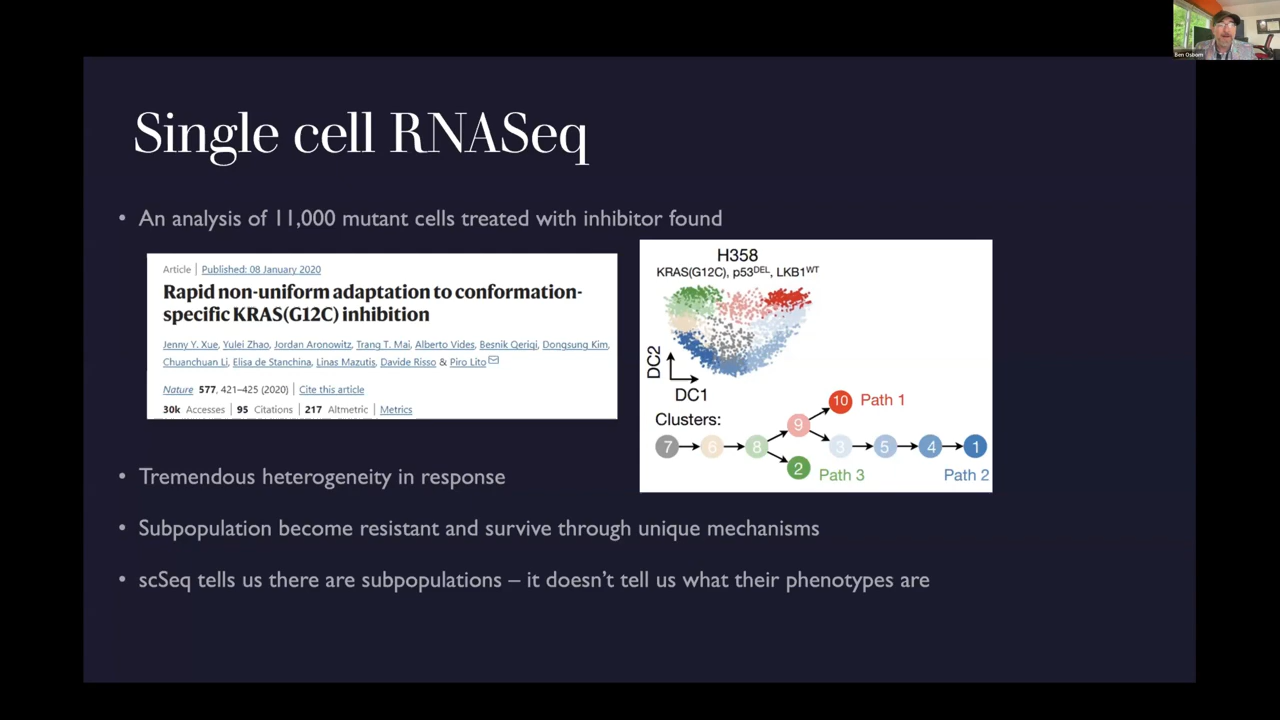 Ben Osborn
Single cell RNASeq
• An analysis of 11,000 mutant cells treated with inhibitor found
Article | Published: 08 January 2020
Rapid non-uniform adaptation to conformation-
specific KRAS(G12C) inhibition
Jenny Y. Xue, Yulei Zhao, Jordan Aronowitz, Trang T. Mai, Alberto Vides, Besnik Qeriqi, Dongsung Kim,
Chuanchuan Li, Elisa de Stanchina, Linas Mazutis, Davide Risso & Piro Lito
Nature 577, 421–425 (2020) | Cite this article
30k Accesses | 95 Citations | 217 Altmetric | Metrics
H358
KRAS(G12C), p53DEL, LKB1WT
DC2
DC1
Clusters:
10 Path 1
9
7 6 8 3 5 4 1
2 Path 3 Path 2
• Tremendous heterogeneity in response
• Subpopulation become resistant and survive through unique mechanisms
• scSeq tells us there are subpopulations – it doesn’t tell us what their phenotypes are